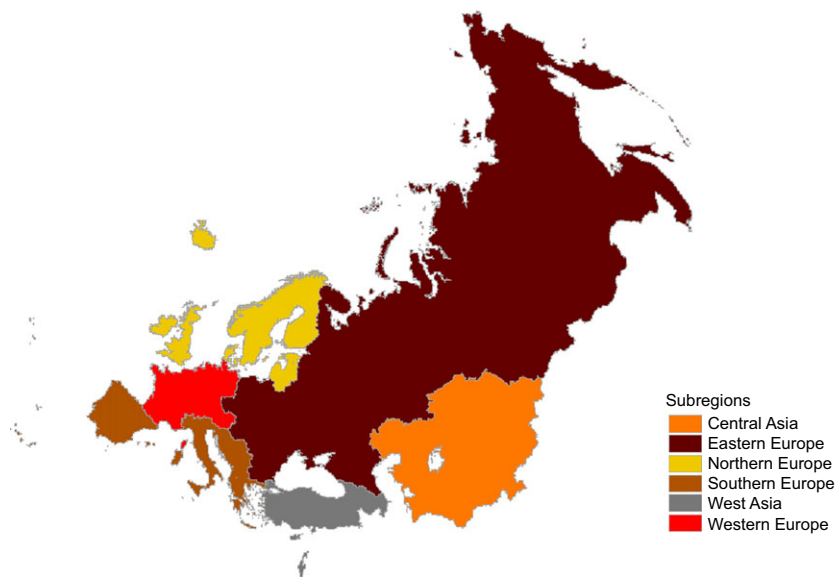 Subregions
Central Asia
Eastern Europe
Northern Europe
Southern Europe
West Asia
Western Europe